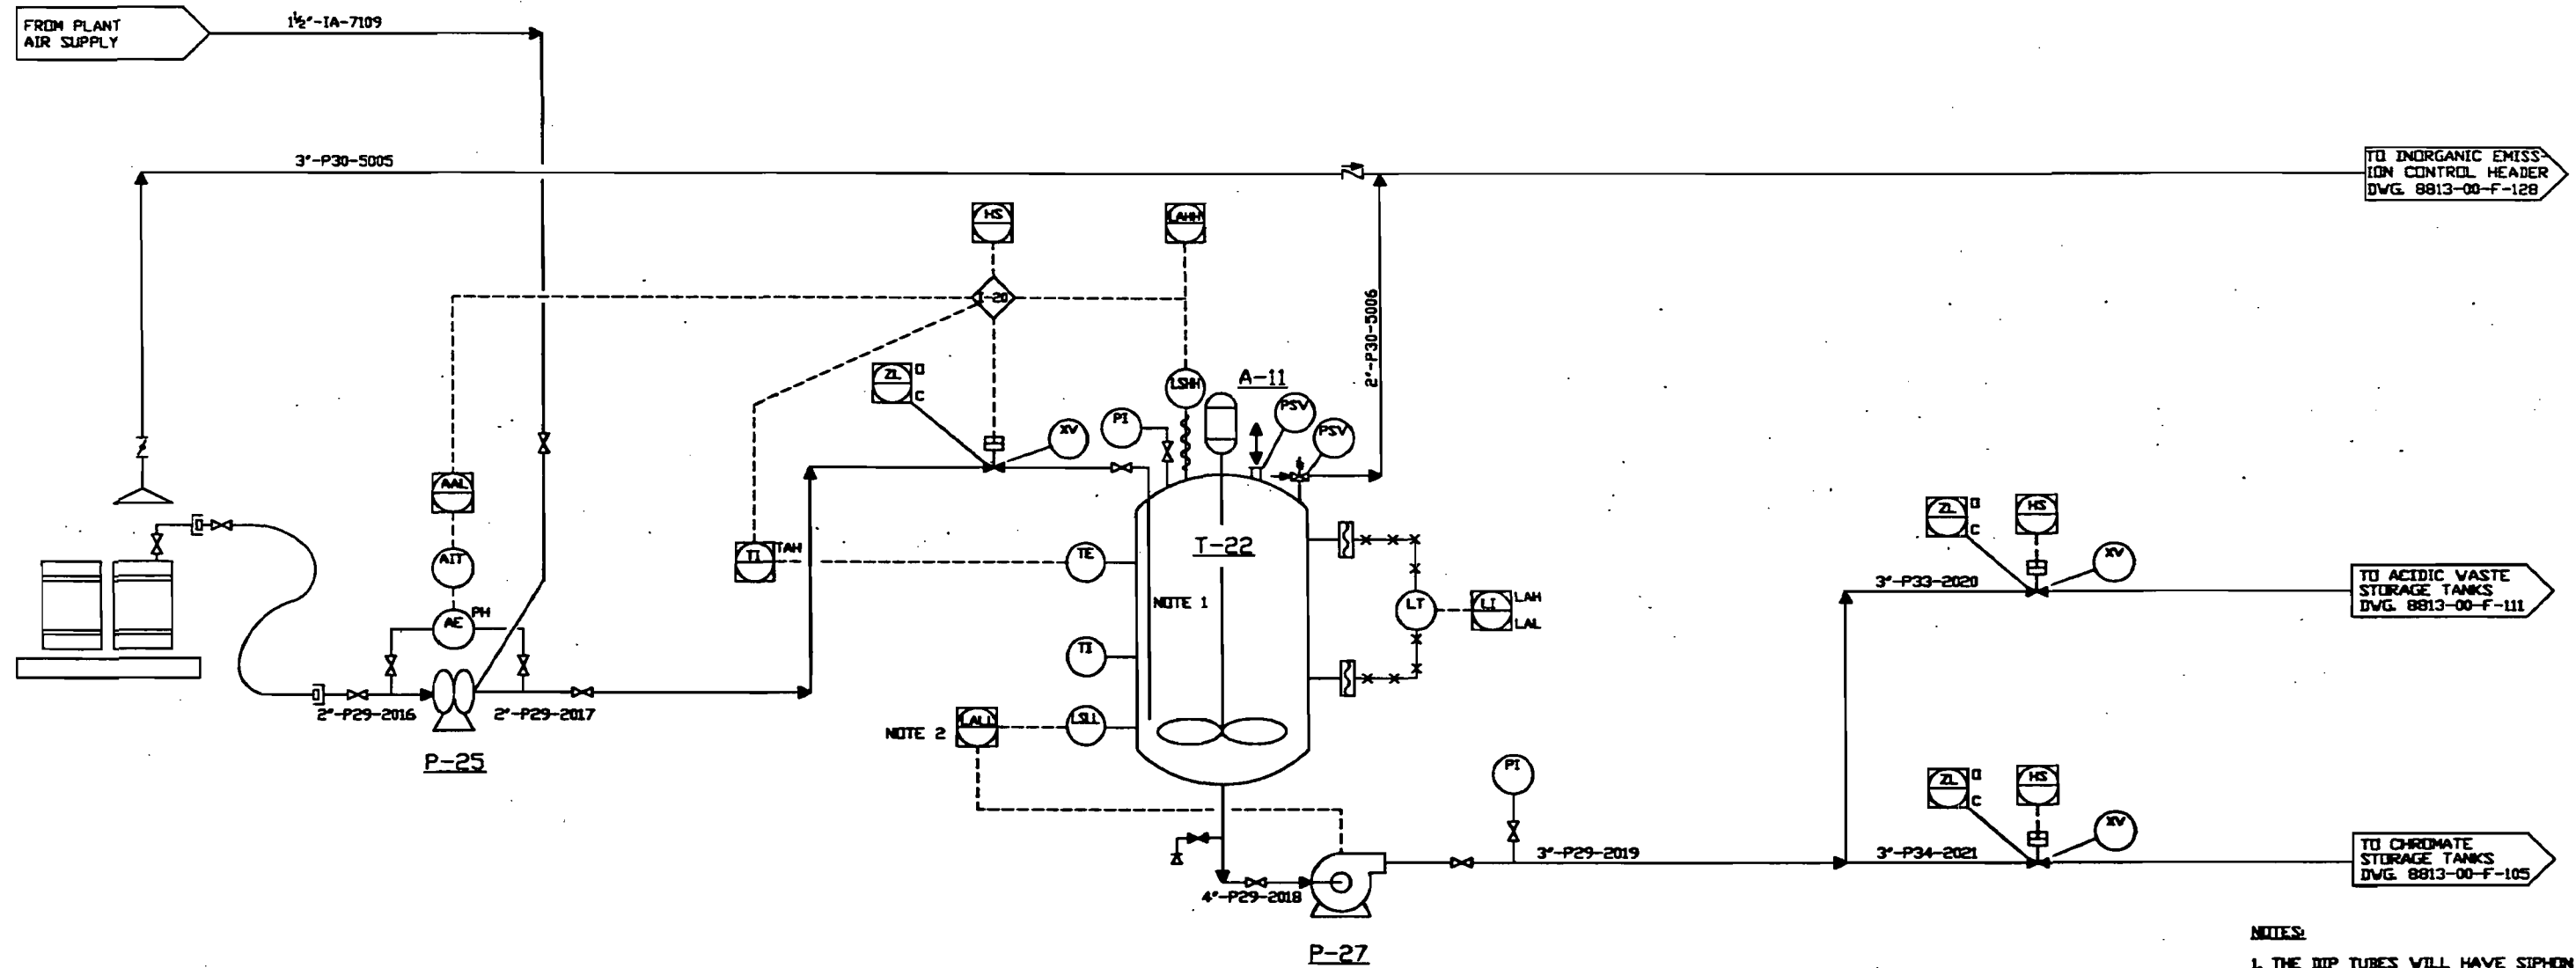 FROM PLANT
AIR SUPPLY
1½"-IA-7109
3"-P30-5005
TO INORGANIC EMISS-
ION CONTROL HEADER
DWG. 8813-00-F-128
HS
LAHH
I-20
2"-P30-5006
ZL
O
C
LSHH
A-11
PI
XV
PSV
PSV
AAL
AIT
AE
PH
TI
TAH
TE
T-22
NOTE 1
TI
LT
LI
LAH
LAL
ZL
O
C
HS
XV
3"-P33-2020
TO ACIDIC WASTE
STORAGE TANKS
DWG. 8813-00-F-111
2"-P29-2016
2"-P29-2017
P-25
NOTE 2
LALL
LSLL
PI
ZL
O
C
HS
XV
3"-P29-2019
3"-P34-2021
TO CHROMATE
STORAGE TANKS
DWG. 8813-00-F-105
4"-P29-2018
P-27
NOTES:
1. THE DIP TUBES WILL HAVE SIPHON